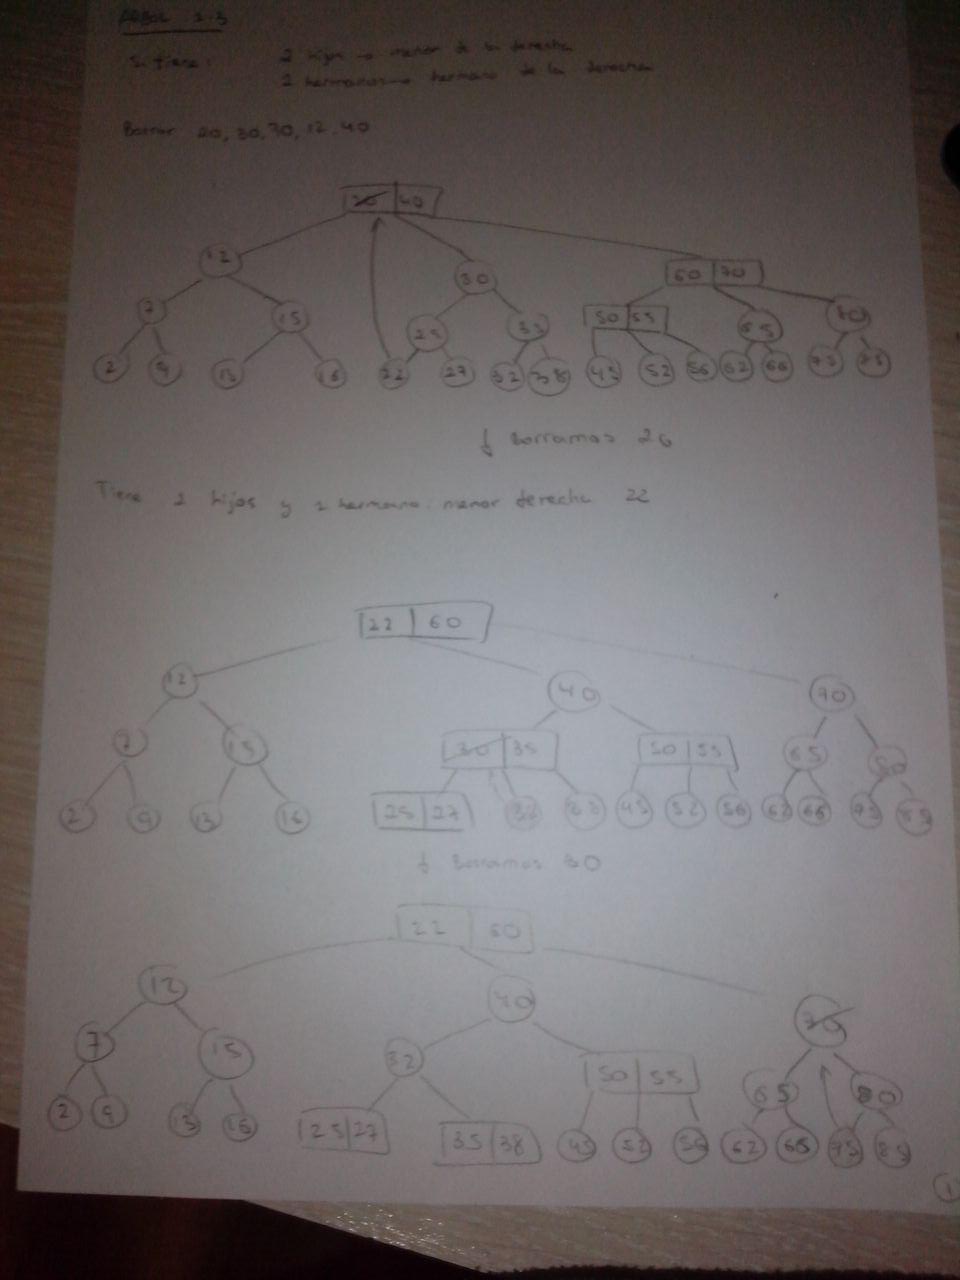 ARBOL 2-3
Si tiene: 2 hijos → menor de la derecha
2 hermanos → hermano de la derecha
Borrar 20, 30, 70, 12, 40
20 40
12 30 60 70
7 15 25 35 50 55 65 80
2 9 13 16 22 27 32 38 45 52 56 62 66 75 85
↓ Borramos 20
Tiene 2 hijos y 2 hermano: menor derecha 22
22 60
12 40 70
7 15 30 35 50 55 65 80
2 9 13 16 25 27 32 38 45 52 56 62 66 75 85
↓ Borramos 30
22 60
12 40 70
7 15 32 50 55 65 80
2 9 13 16 25 27 35 38 45 52 56 62 66 75 85
1